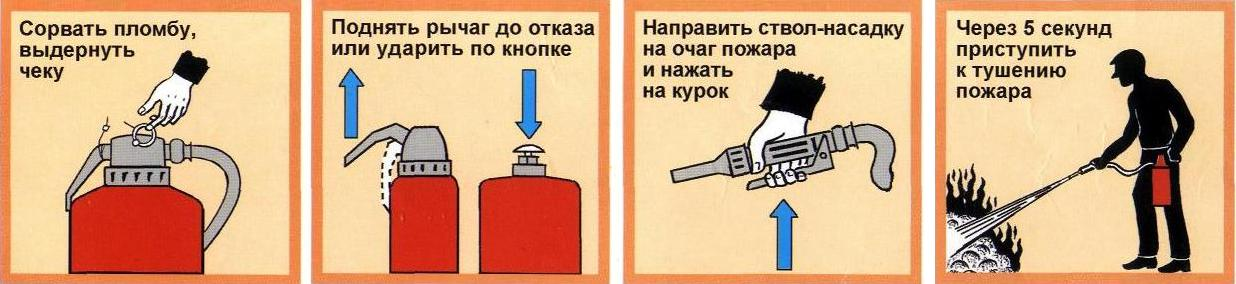 Сорвать пломбу,
выдернуть
чеку
Поднять рычаг до отказа
или ударить по кнопке
Направить ствол-насадку
на очаг пожара
и нажать
на курок
Через 5 секунд
приступить
к тушению
пожара